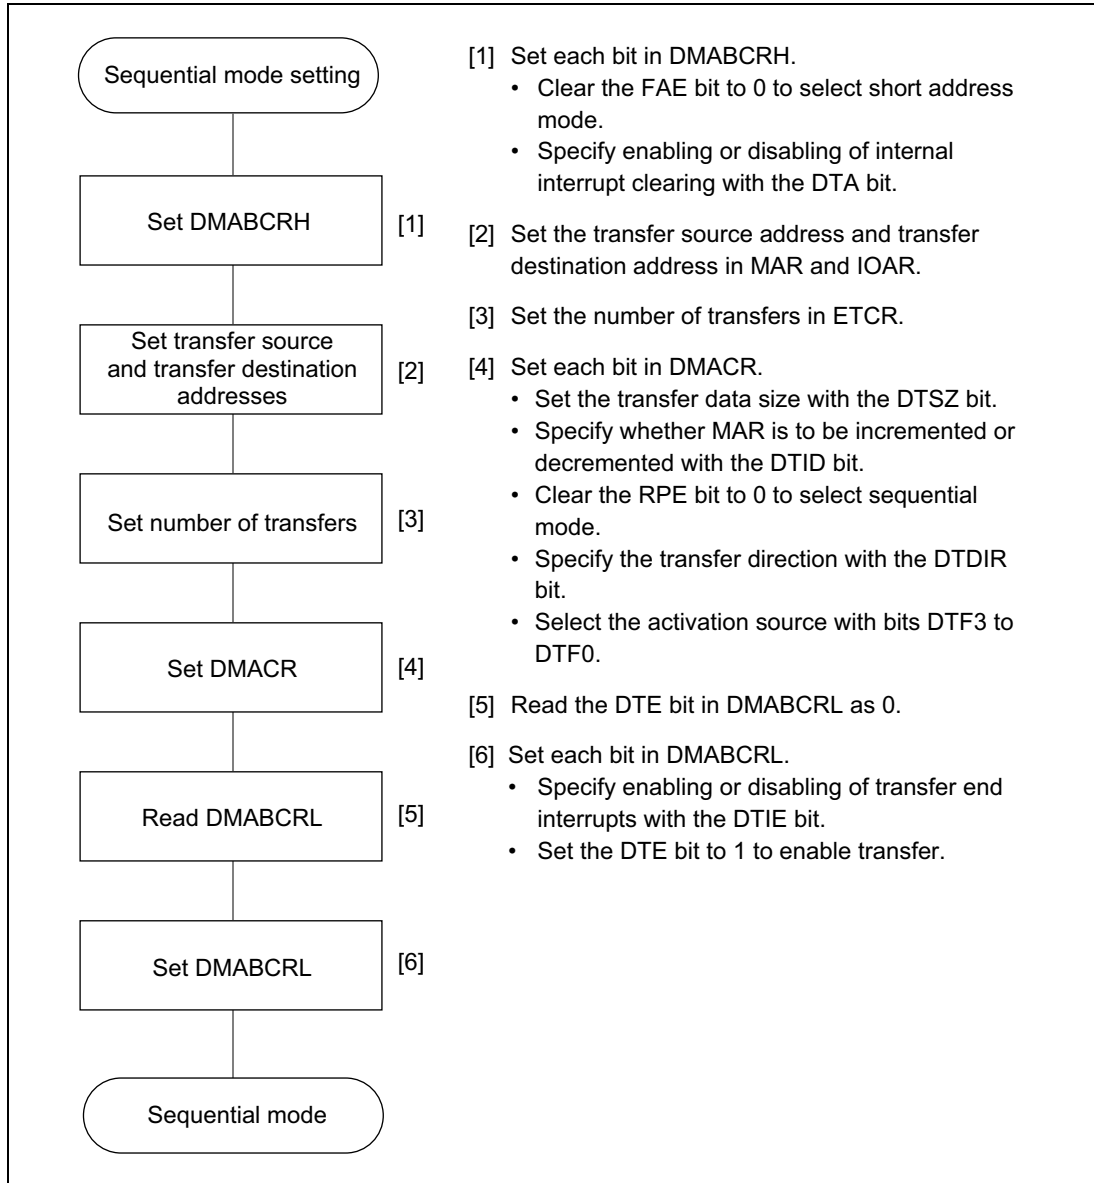 Sequential mode setting
Set DMABCRH
[1]
Set transfer source
and transfer destination
addresses
[2]
Set number of transfers
[3]
Set DMACR
[4]
Read DMABCRL
[5]
Set DMABCRL
[6]
Sequential mode
[1] Set each bit in DMABCRH.
• Clear the FAE bit to 0 to select short address
mode.
• Specify enabling or disabling of internal
interrupt clearing with the DTA bit.
[2] Set the transfer source address and transfer
destination address in MAR and IOAR.
[3] Set the number of transfers in ETCR.
[4] Set each bit in DMACR.
• Set the transfer data size with the DTSZ bit.
• Specify whether MAR is to be incremented or
decremented with the DTID bit.
• Clear the RPE bit to 0 to select sequential
mode.
• Specify the transfer direction with the DTDIR
bit.
• Select the activation source with bits DTF3 to
DTF0.
[5] Read the DTE bit in DMABCRL as 0.
[6] Set each bit in DMABCRL.
• Specify enabling or disabling of transfer end
interrupts with the DTIE bit.
• Set the DTE bit to 1 to enable transfer.